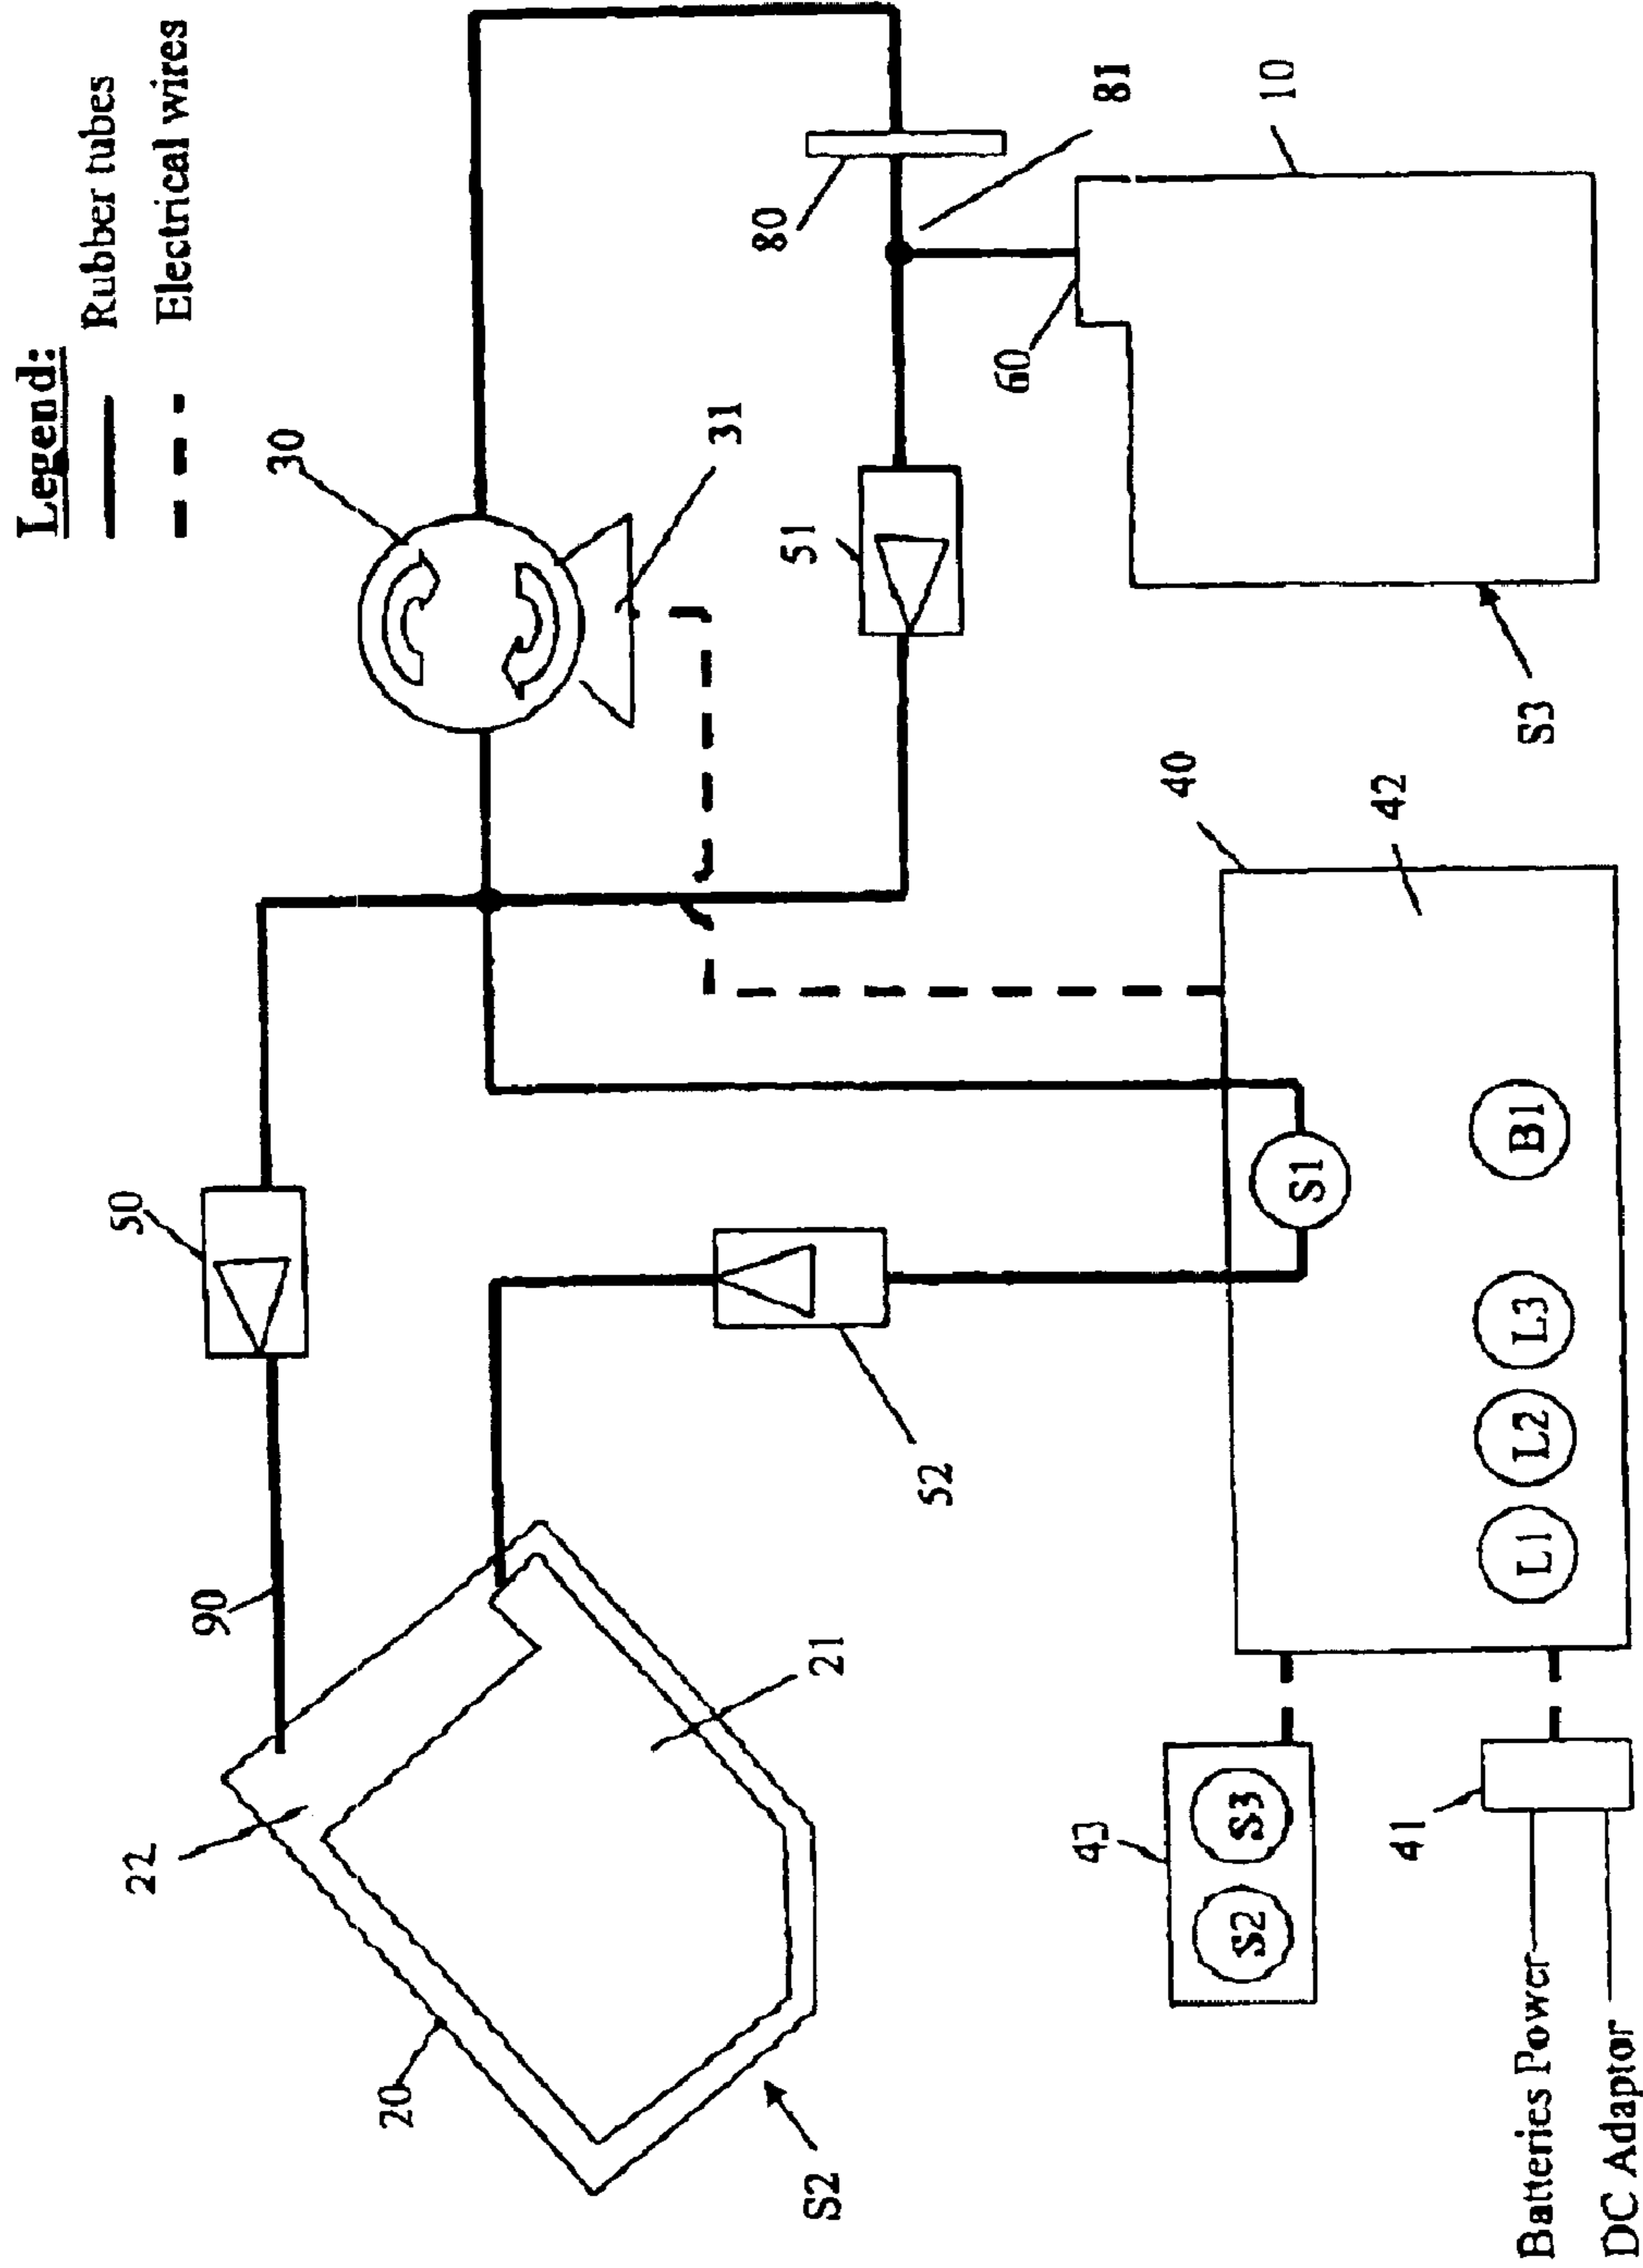 Legend:
Rubber tubes
Electrical wires
22
50
90
30
20
31
80
51
S2
21
52
60
43
81
40
10
S2 S3
S1
41
42
L1 L2 L3 B1
S3
Batteries Power
DC Adaptor